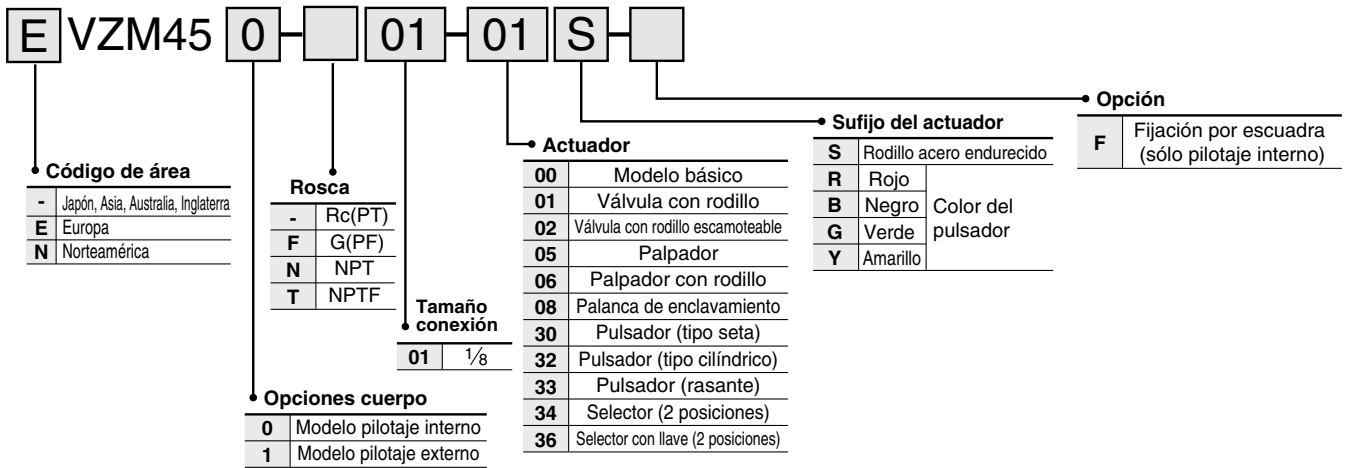 E VZM45 0 - 01 - 01 S -
Código de área
- Japón, Asia, Australia, Inglaterra
E Europa
N Norteamérica
Opciones cuerpo
0 Modelo pilotaje interno
1 Modelo pilotaje externo
Rosca
- Rc(PT)
F G(PF)
N NPT
T NPTF
Tamaño
conexión
01 1/8
Actuador
00 Modelo básico
01 Válvula con rodillo
02 Válvula con rodillo escamoteable
05 Palpador
06 Palpador con rodillo
08 Palanca de enclavamiento
30 Pulsador (tipo seta)
32 Pulsador (tipo cilíndrico)
33 Pulsador (rasante)
34 Selector (2 posiciones)
36 Selector con llave (2 posiciones)
Sufijo del actuador
S Rodillo acero endurecido
R Rojo
B Negro
G Verde
Y Amarillo
Color del
pulsador
Opción
F Fijación por escuadra
(sólo pilotaje interno)